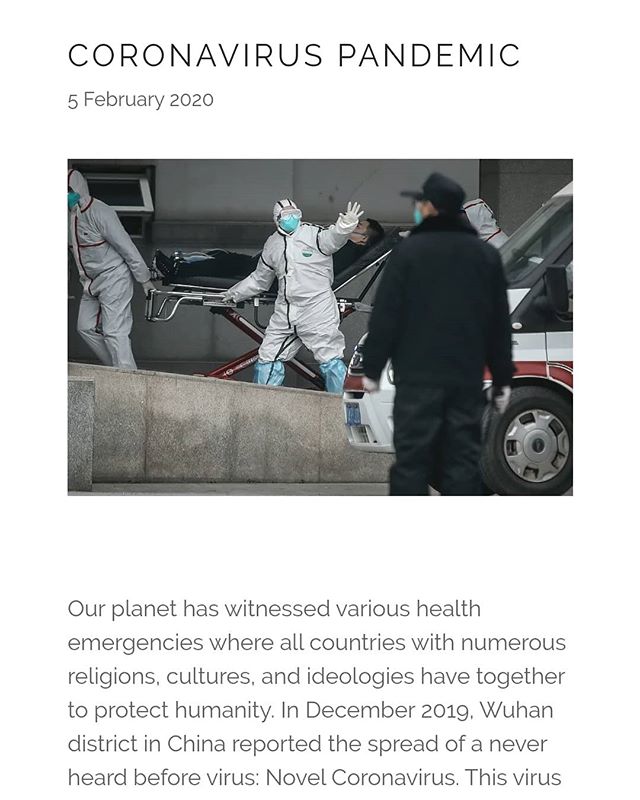 CORONAVIRUS PANDEMIC
5 February 2020
Our planet has witnessed various health
emergencies where all countries with numerous
religions, cultures, and ideologies have together
to protect humanity. In December 2019, Wuhan
district in China reported the spread of a never
heard before virus: Novel Coronavirus. This virus